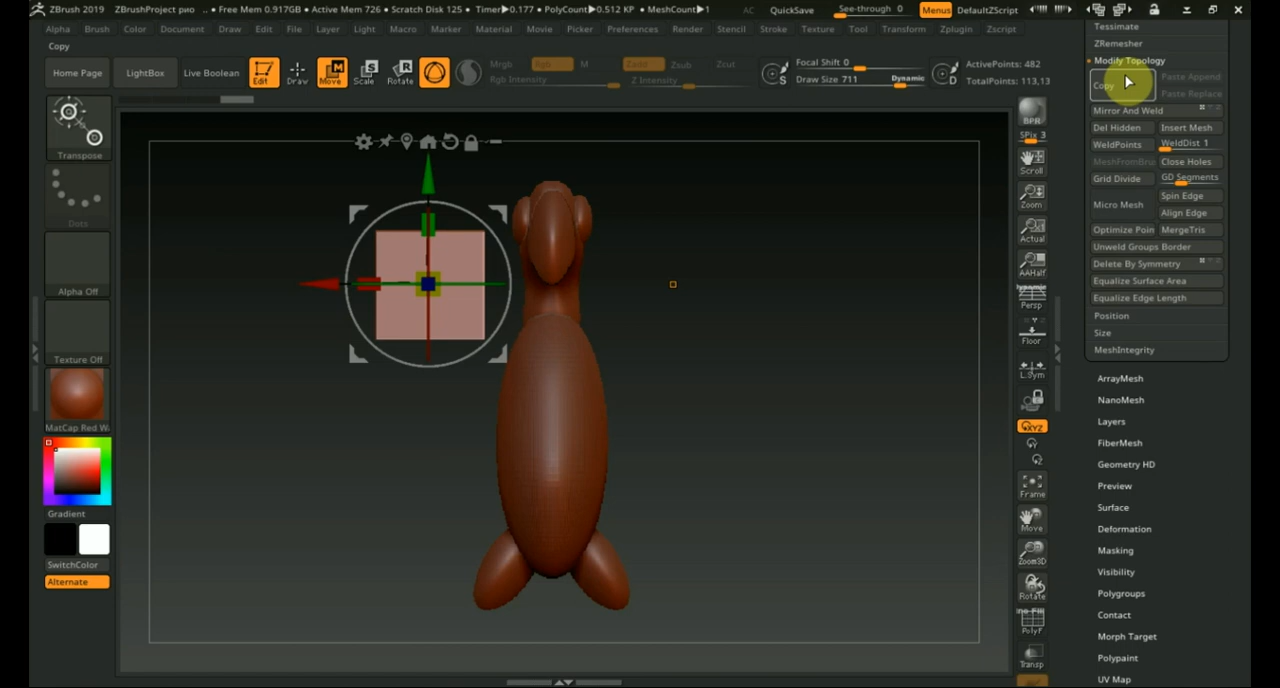 ZBrush 2019 ZBrushProject рио .. • Free Mem 0.917GB • Active Mem 726 • Scratch Disk 125 • Timer▶0.177 • PolyCount▶0.512 KP • MeshCount▶1 AC QuickSave See-through 0 Menus DefaultZScript
Alpha Brush Color Document Draw Edit File Layer Light Macro Marker Material Movie Picker Preferences Render Stencil Stroke Texture Tool Transform Zplugin Zscript
Copy
Home Page LightBox Live Boolean Edit Draw Move Scale Rotate
Mrgb Rgb M Zadd Zsub Zcut
Rgb Intensity Z Intensity
S Focal Shift 0
Draw Size 711 Dynamic D
ActivePoints: 482
TotalPoints: 113,13
Transpose
Dots
Alpha Off
Texture Off
MatCap Red W
Gradient
SwitchColor
Alternate
BPR
SPix 3
Scroll
Zoom
Actual
AAHalf
Dynamic
Persp
Floor
L.Sym
XYZ
Y
Z
Frame
Move
Zoom3D
Rotate
PolyF
Transp
Tessimate
ZRemesher
Modify Topology
Copy Paste Append
Paste Replace
Mirror And Weld
Del Hidden Insert Mesh
WeldPoints WeldDist 1
MeshFromBru Close Holes
Grid Divide GD Segments
Micro Mesh Spin Edge
Align Edge
Optimize Poin MergeTris
Unweld Groups Border
Delete By Symmetry
Equalize Surface Area
Equalize Edge Length
Position
Size
MeshIntegrity
ArrayMesh
NanoMesh
Layers
FiberMesh
Geometry HD
Preview
Surface
Deformation
Masking
Visibility
Polygroups
Contact
Morph Target
Polypaint
UV Map